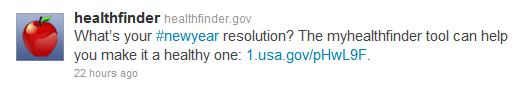 healthfinder healthfinder.gov
What's your #newyear resolution? The myhealthfinder tool can help
you make it a healthy one: 1.usa.gov/pHwL9F.
22 hours ago